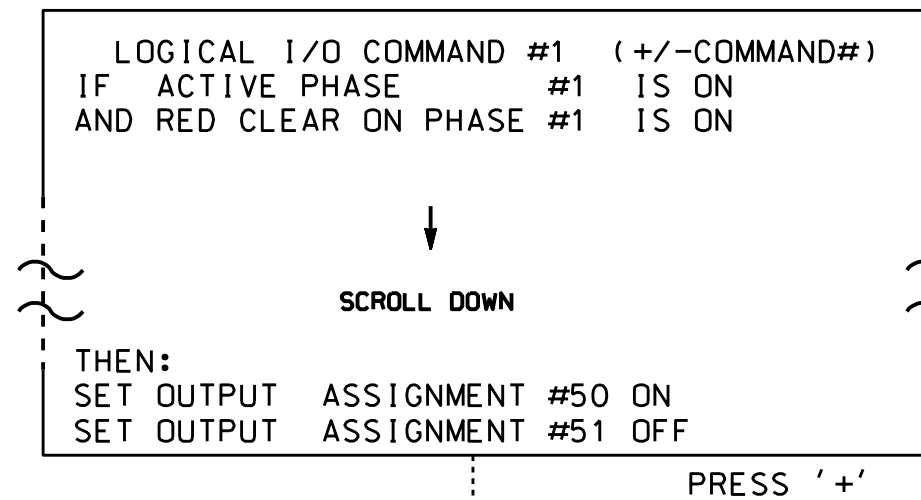 LOGICAL I/O COMMAND #1 (+/-COMMAND#)
IF ACTIVE PHASE #1 IS ON
AND RED CLEAR ON PHASE #1 IS ON
SCROLL DOWN
THEN:
SET OUTPUT ASSIGNMENT #50 ON
SET OUTPUT ASSIGNMENT #51 OFF
PRESS '+'